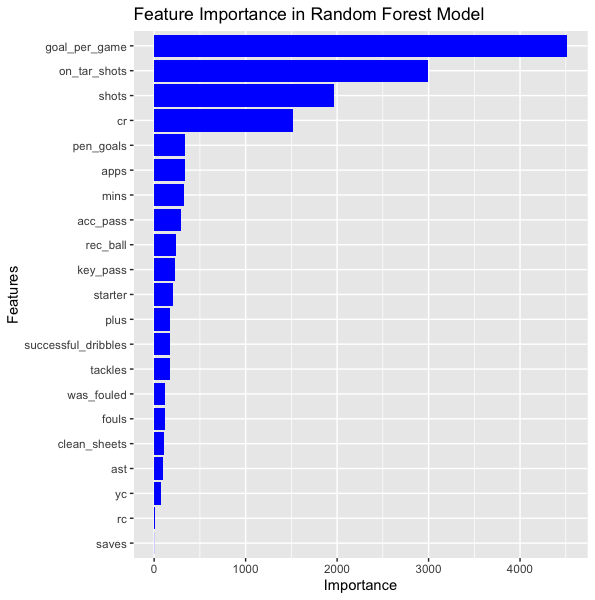 Feature Importance in Random Forest Model
Features
goal_per_game
on_tar_shots
shots
cr
pen_goals
apps
mins
acc_pass
rec_ball
key_pass
starter
plus
successful_dribbles
tackles
was_fouled
fouls
clean_sheets
ast
yc
rc
saves
0 1000 2000 3000 4000
Importance